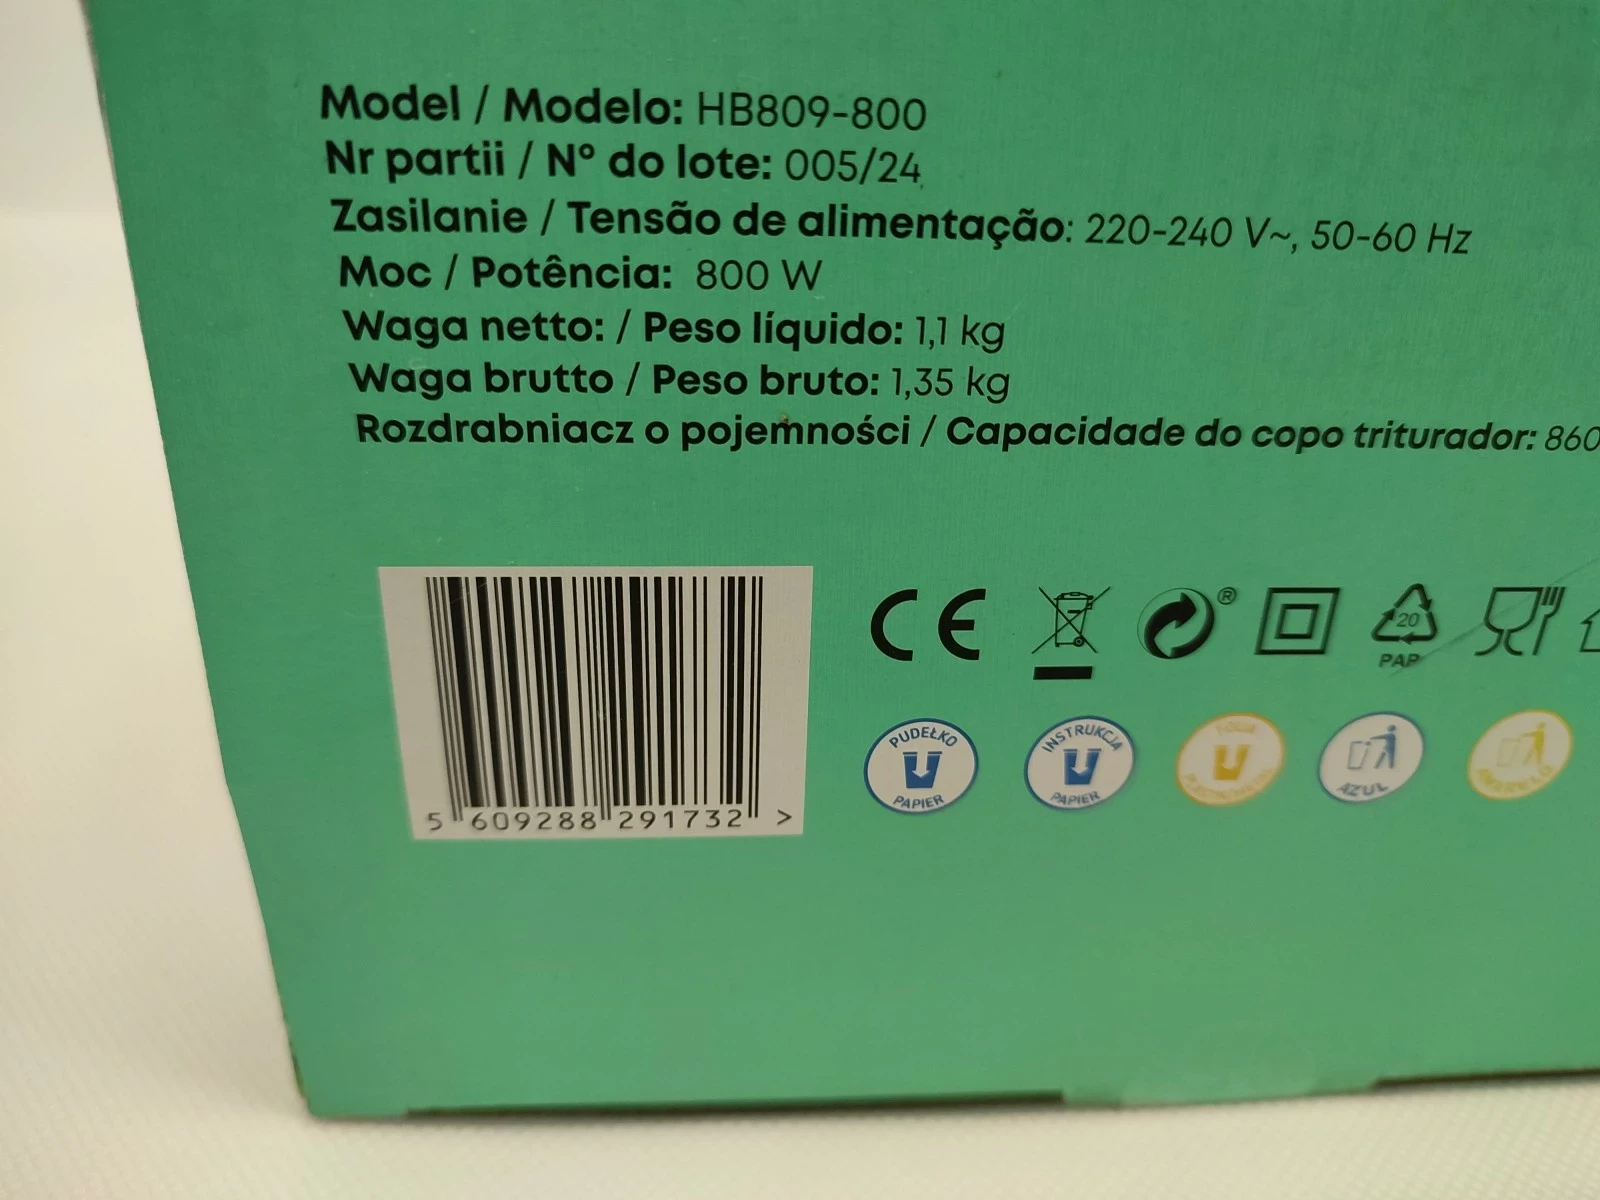 Model / Modelo: HB809-800
Nr partii / Nº do lote: 005/24
Zasilanie / Tensão de alimentação: 220-240 V~, 50-60 Hz
Moc / Potência: 800 W
Waga netto: / Peso líquido: 1,1 kg
Waga brutto / Peso bruto: 1,35 kg
Rozdrabniacz o pojemności / Capacidade do copo triturador: 860
CE ® 20
PAP
PUDEŁKO PAPIER
INSTRUKCJA PAPIER
AZUL
AMARELO
5 609288 291732 >